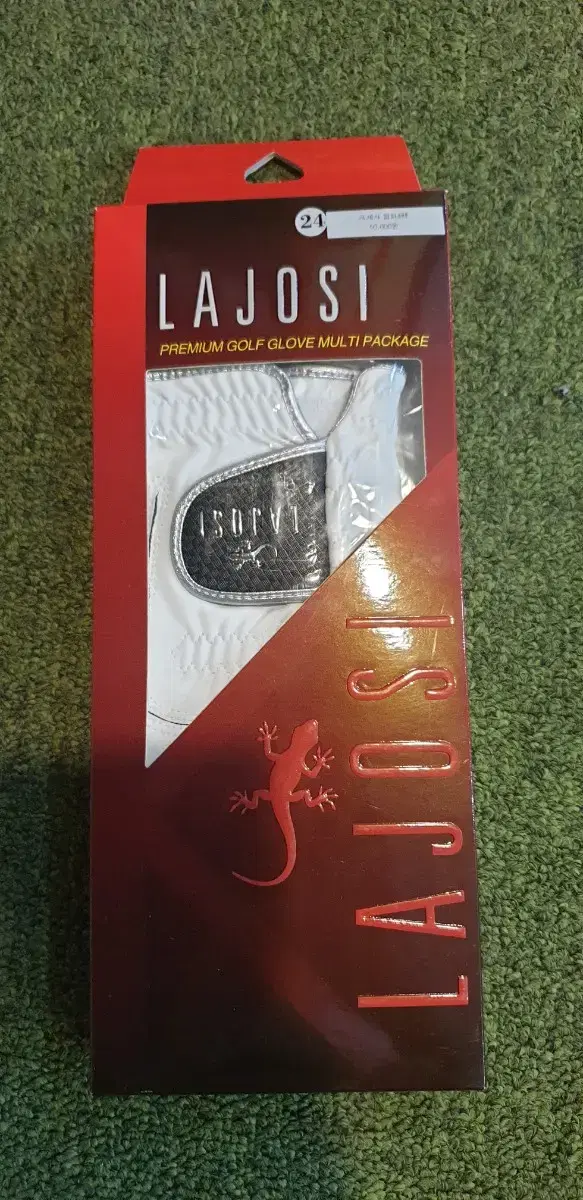 24
LAJOSI
PREMIUM GOLF GLOVE MULTI PACKAGE
LAJOSI
LAJOSI